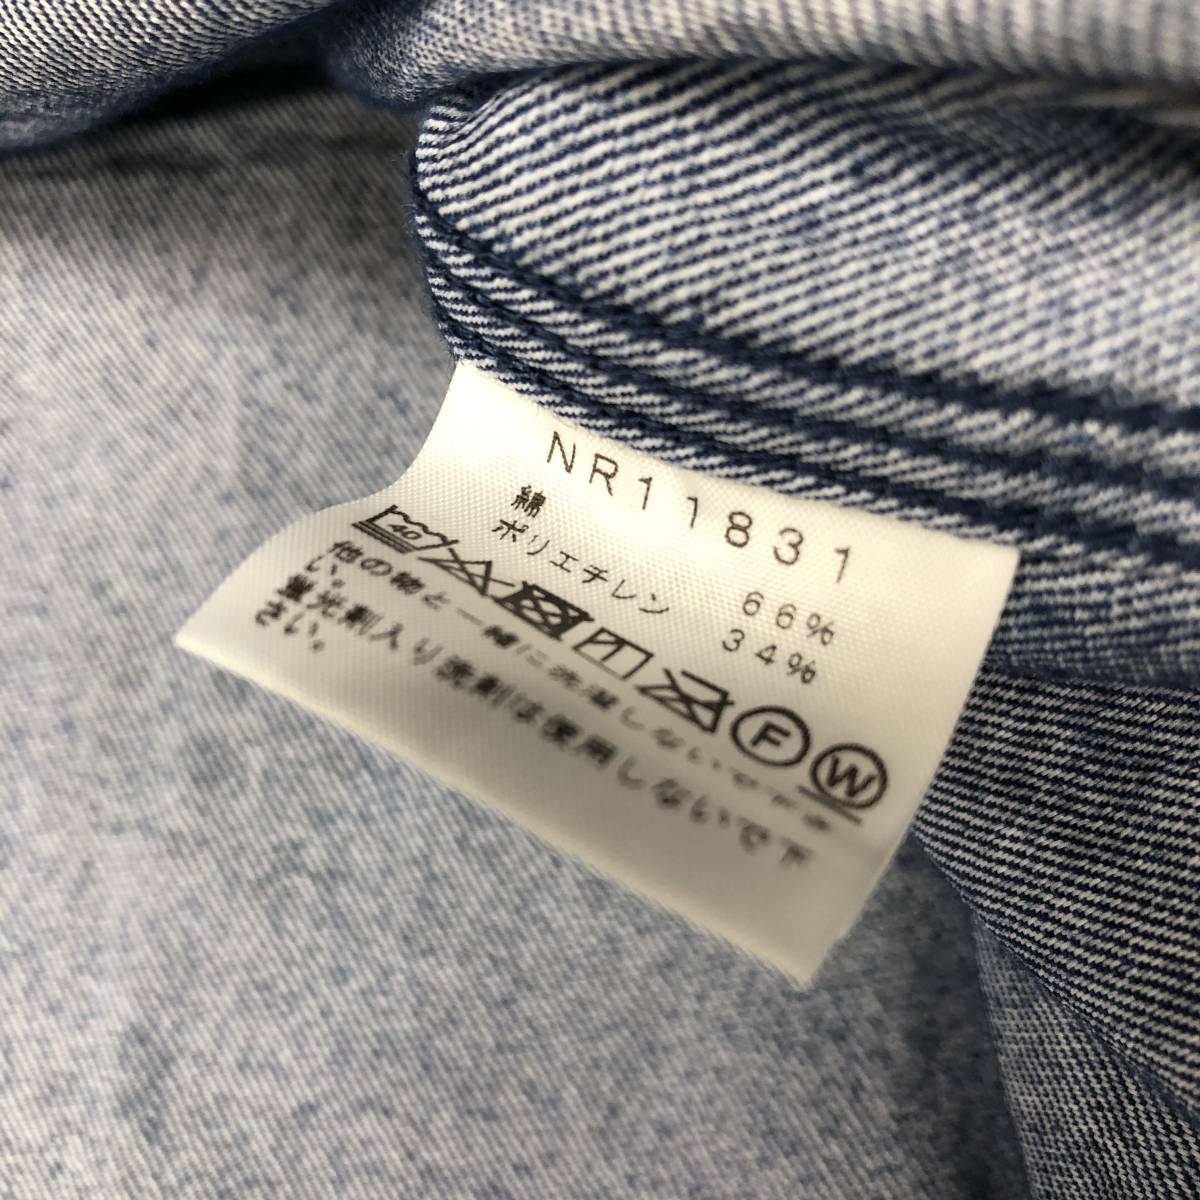 NR11831
綿 66%
ポリエチレン 34%
40 F W
他の物と一緒に洗濯しないで下さ
い。
蛍光剤入り洗剤は使用しないで下
さい。